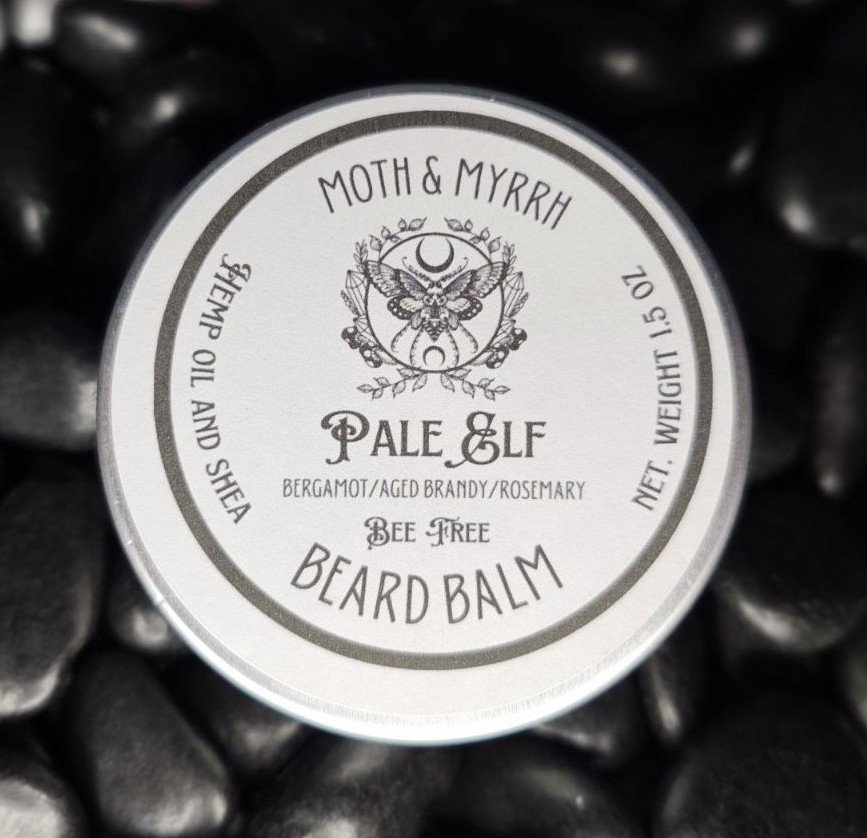 MOTH & MYRRH
HEMP OIL AND SHEA
NET. WEIGHT 1.5 OZ
PALE ELF
BERGAMOT/AGED BRANDY/ROSEMARY
BEE FREE
BEARD BALM